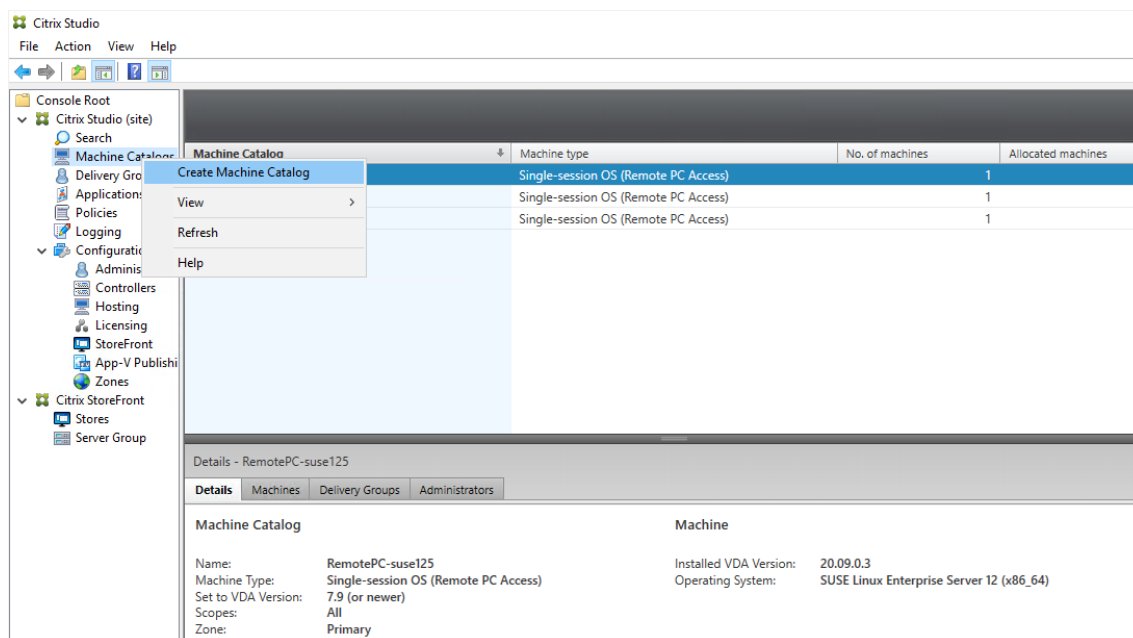 Citrix Studio
File Action View Help
Console Root
Citrix Studio (site)
Search
Machine Catalogs
Delivery Gro
Applications
Policies
Logging
Configuratio
Adminis
Controllers
Hosting
Licensing
StoreFront
App-V Publishi
Zones
Citrix StoreFront
Stores
Server Group
Create Machine Catalog
View
Refresh
Help
Machine Catalog Machine type No. of machines Allocated machines
Single-session OS (Remote PC Access) 1
Single-session OS (Remote PC Access) 1
Single-session OS (Remote PC Access) 1
Details - RemotePC-suse125
Details Machines Delivery Groups Administrators
Machine Catalog
Name: RemotePC-suse125
Machine Type: Single-session OS (Remote PC Access)
Set to VDA Version: 7.9 (or newer)
Scopes: All
Zone: Primary
Machine
Installed VDA Version: 20.09.0.3
Operating System: SUSE Linux Enterprise Server 12 (x86_64)